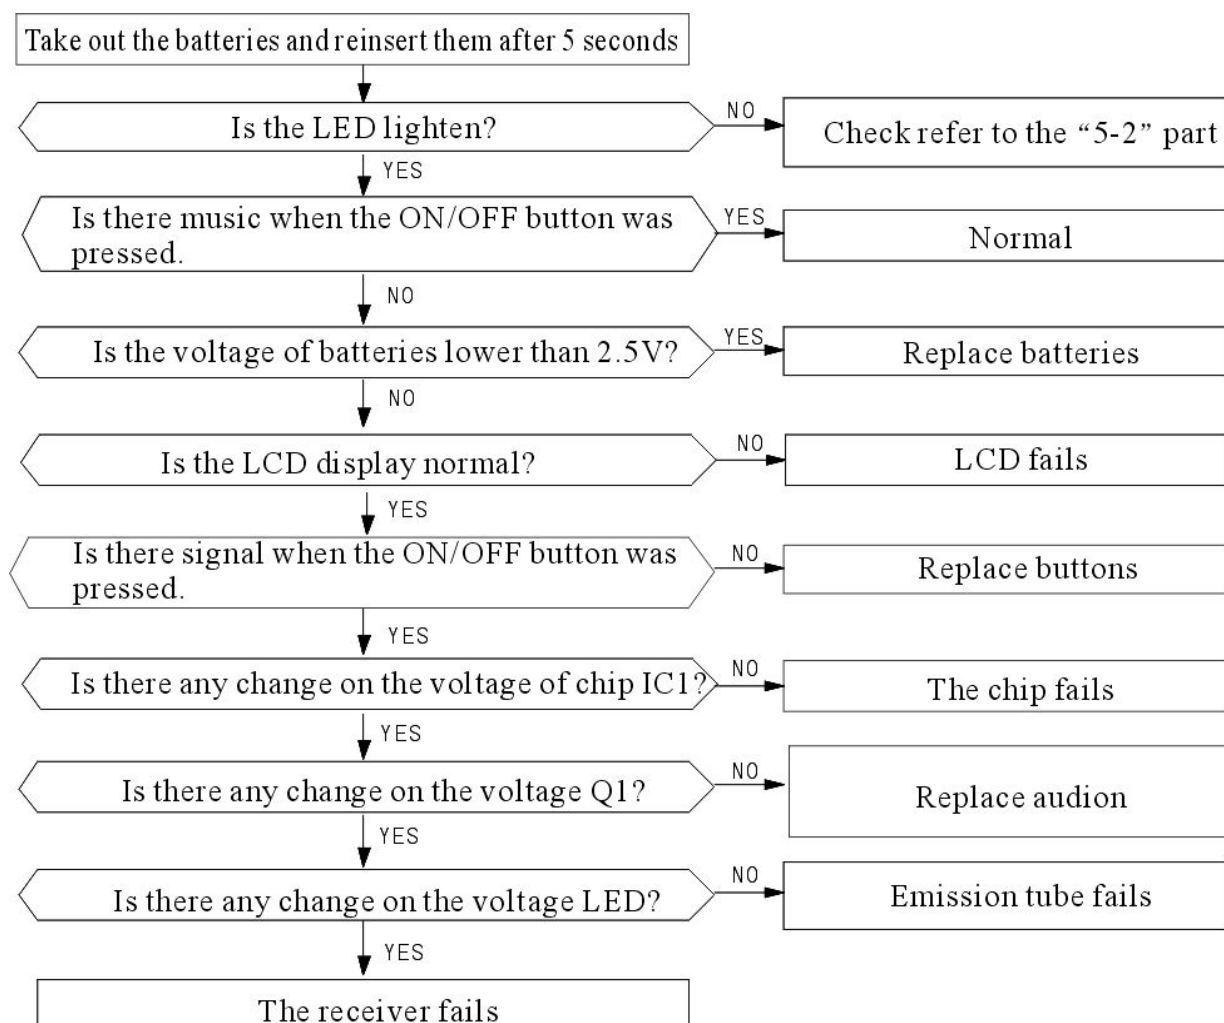 Take out the batteries and reinsert them after 5 seconds
Is the LED lighten?
NO
Check refer to the “5-2” part
YES
Is there music when the ON/OFF button was
pressed.
YES
Normal
NO
Is the voltage of batteries lower than 2.5V?
YES
Replace batteries
NO
Is the LCD display normal?
NO
LCD fails
YES
Is there signal when the ON/OFF button was
pressed.
NO
Replace buttons
YES
Is there any change on the voltage of chip IC1?
NO
The chip fails
YES
Is there any change on the voltage Q1?
NO
Replace audion
YES
Is there any change on the voltage LED?
NO
Emission tube fails
YES
The receiver fails